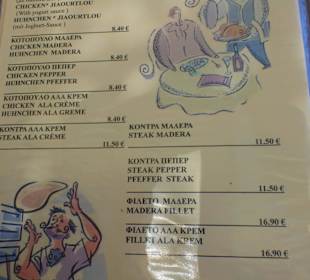 CHICKEN* JIAOURTLOU
( With yogurt sauce )
HUHNCHEN * JIAOURTLOU
(mit Joghurt-Sauce )
8.40 €
ΚΟΤΟΠΟΥΛΟ ΜΑΔΕΡΑ
CHICKEN MADERA
HUHNCHEN MADERA
8.40 €
ΚΟΤΟΠΟΥΛΟ ΠΕΠΕΡ
CHICKEN PEPPER
HUHNCHEN PFEFFER
8.40 €
ΚΟΤΟΠΟΥΛΟ ΑΛΑ ΚΡΕΜ
CHICKEN ALA CRÈME
HUHNCHEN ALA GREME
8.40 €
ΚΟΝΤΡΑ ΑΛΑ ΚΡΕΜ
STEAK ALA CRÈME
11.50 €
ΚΟΝΤΡΑ ΜΑΔΕΡΑ
STEAK MADERA
11.50 €
ΚΟΝΤΡΑ ΠΕΠΕΡ
STEAK PEPPER
PFEFFER STEAK
11.50 €
ΦΙΛΕΤΟ ΜΑΔΕΡΑ
MADERA FILLET
16.90 €
ΦΙΛΕΤΟ ΑΛΑ ΚΡΕΜ
FILLET ALA KREM
16.90 €